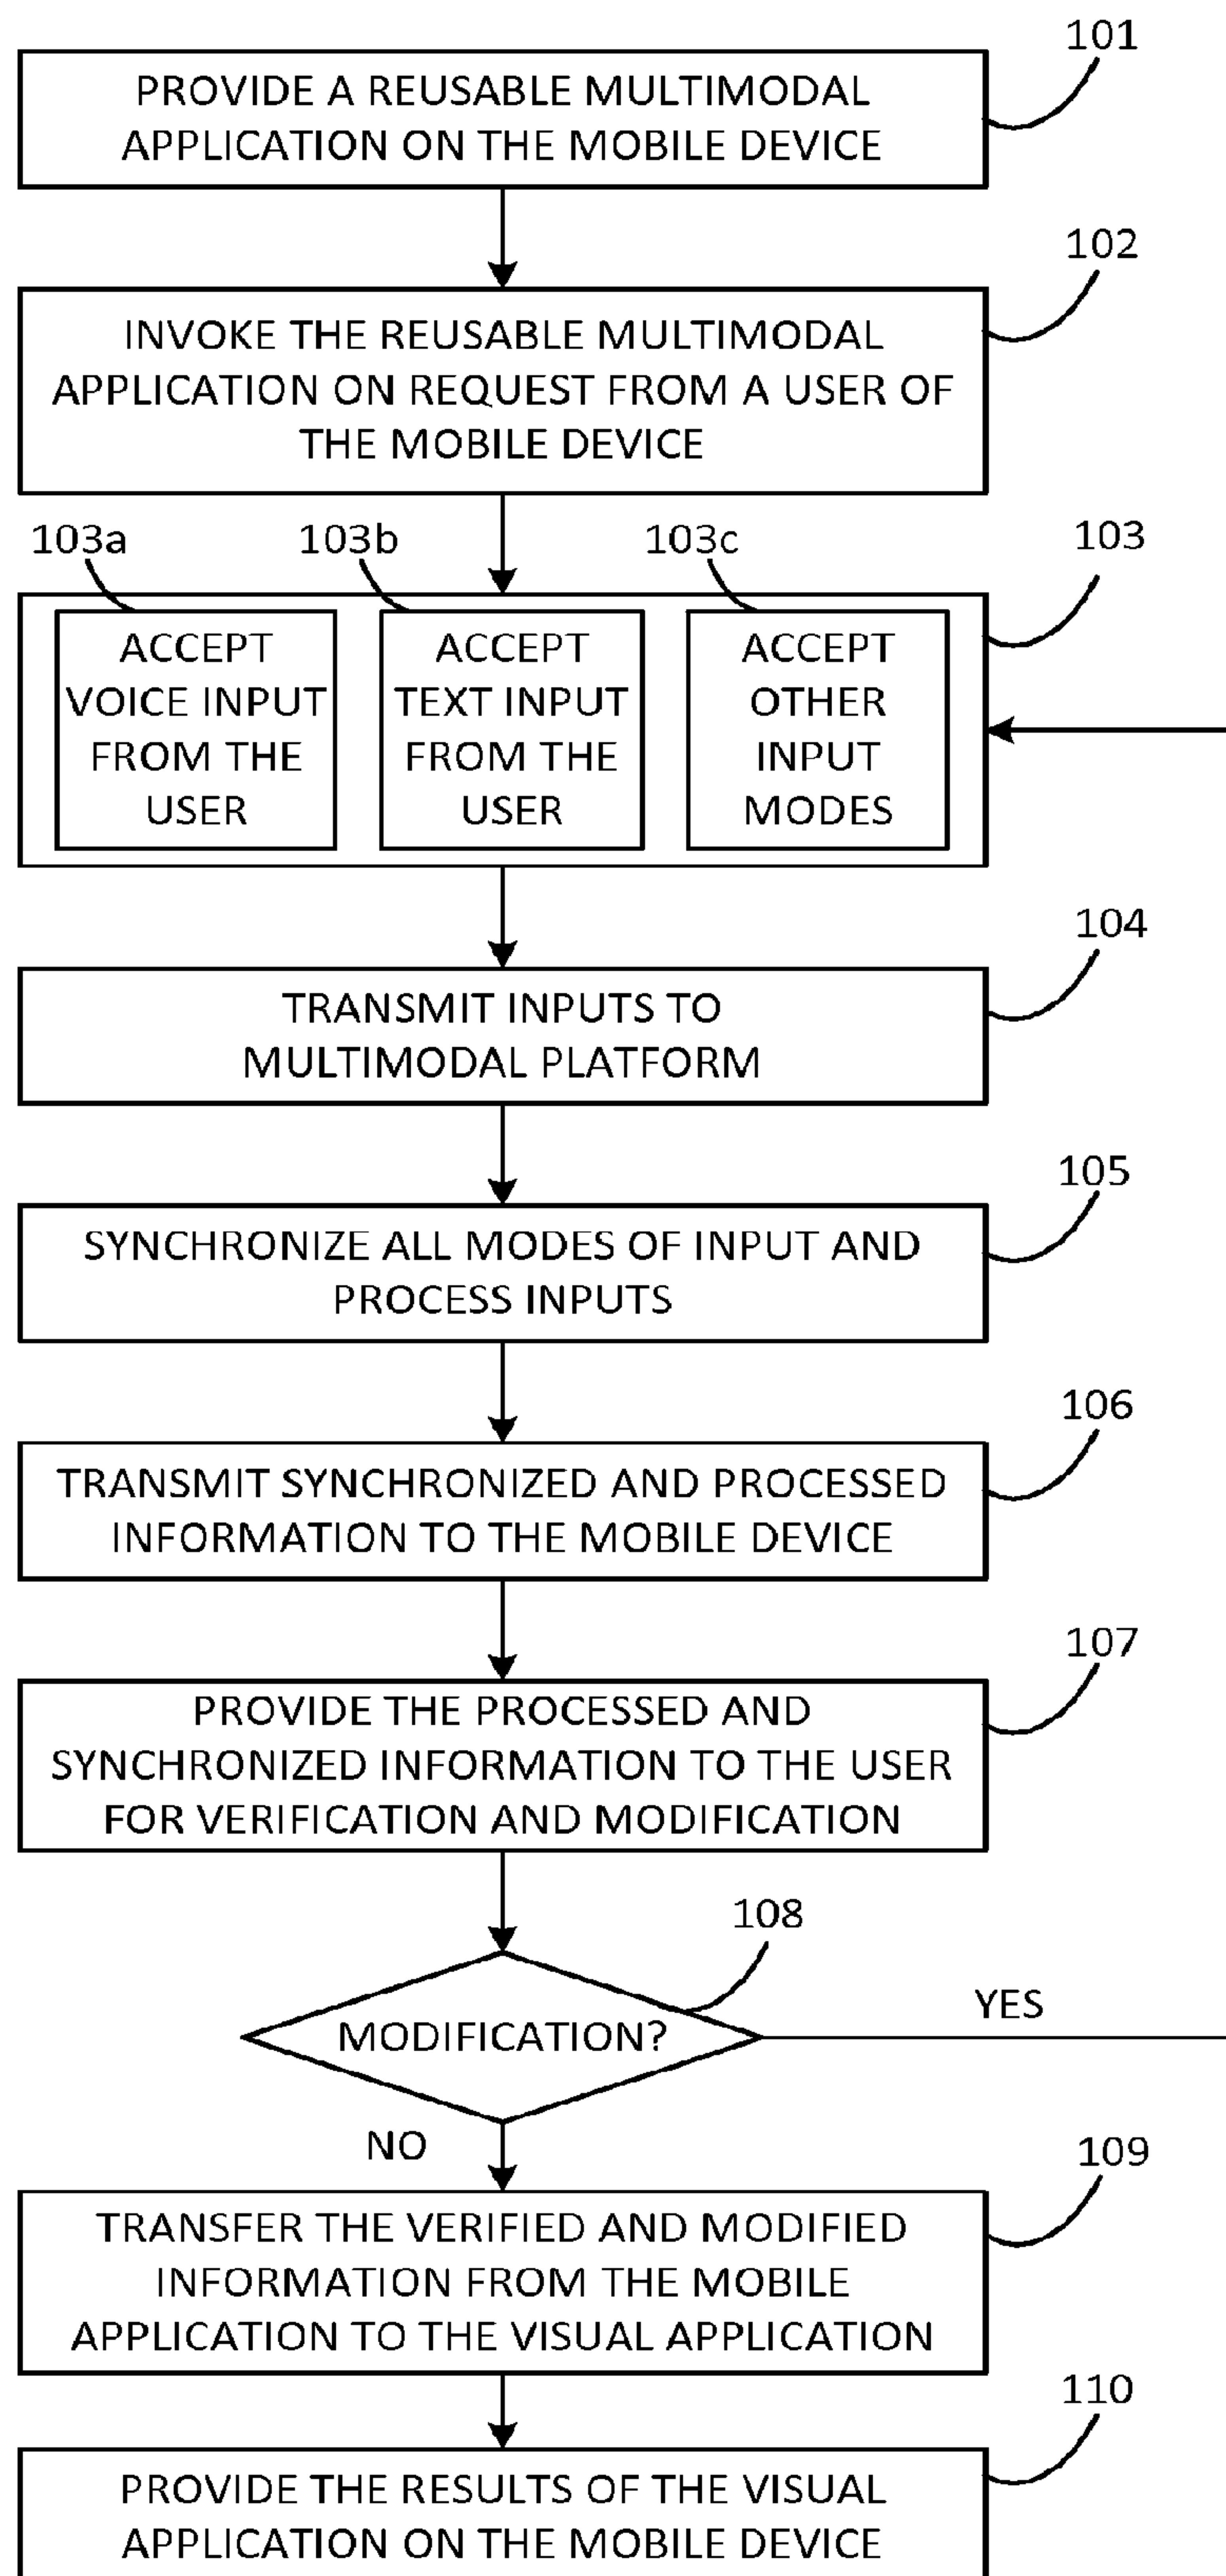 101
PROVIDE A REUSABLE MULTIMODAL
APPLICATION ON THE MOBILE DEVICE
102
INVOKE THE REUSABLE MULTIMODAL
APPLICATION ON REQUEST FROM A USER OF
THE MOBILE DEVICE
103a
103b
103c
103
ACCEPT
VOICE INPUT
FROM THE
USER
ACCEPT
TEXT INPUT
FROM THE
USER
ACCEPT
OTHER
INPUT
MODES
104
TRANSMIT INPUTS TO
MULTIMODAL PLATFORM
105
SYNCHRONIZE ALL MODES OF INPUT AND
PROCESS INPUTS
106
TRANSMIT SYNCHRONIZED AND PROCESSED
INFORMATION TO THE MOBILE DEVICE
107
PROVIDE THE PROCESSED AND
SYNCHRONIZED INFORMATION TO THE USER
FOR VERIFICATION AND MODIFICATION
108
MODIFICATION?
YES
NO
109
TRANSFER THE VERIFIED AND MODIFIED
INFORMATION FROM THE MOBILE
APPLICATION TO THE VISUAL APPLICATION
110
PROVIDE THE RESULTS OF THE VISUAL
APPLICATION ON THE MOBILE DEVICE